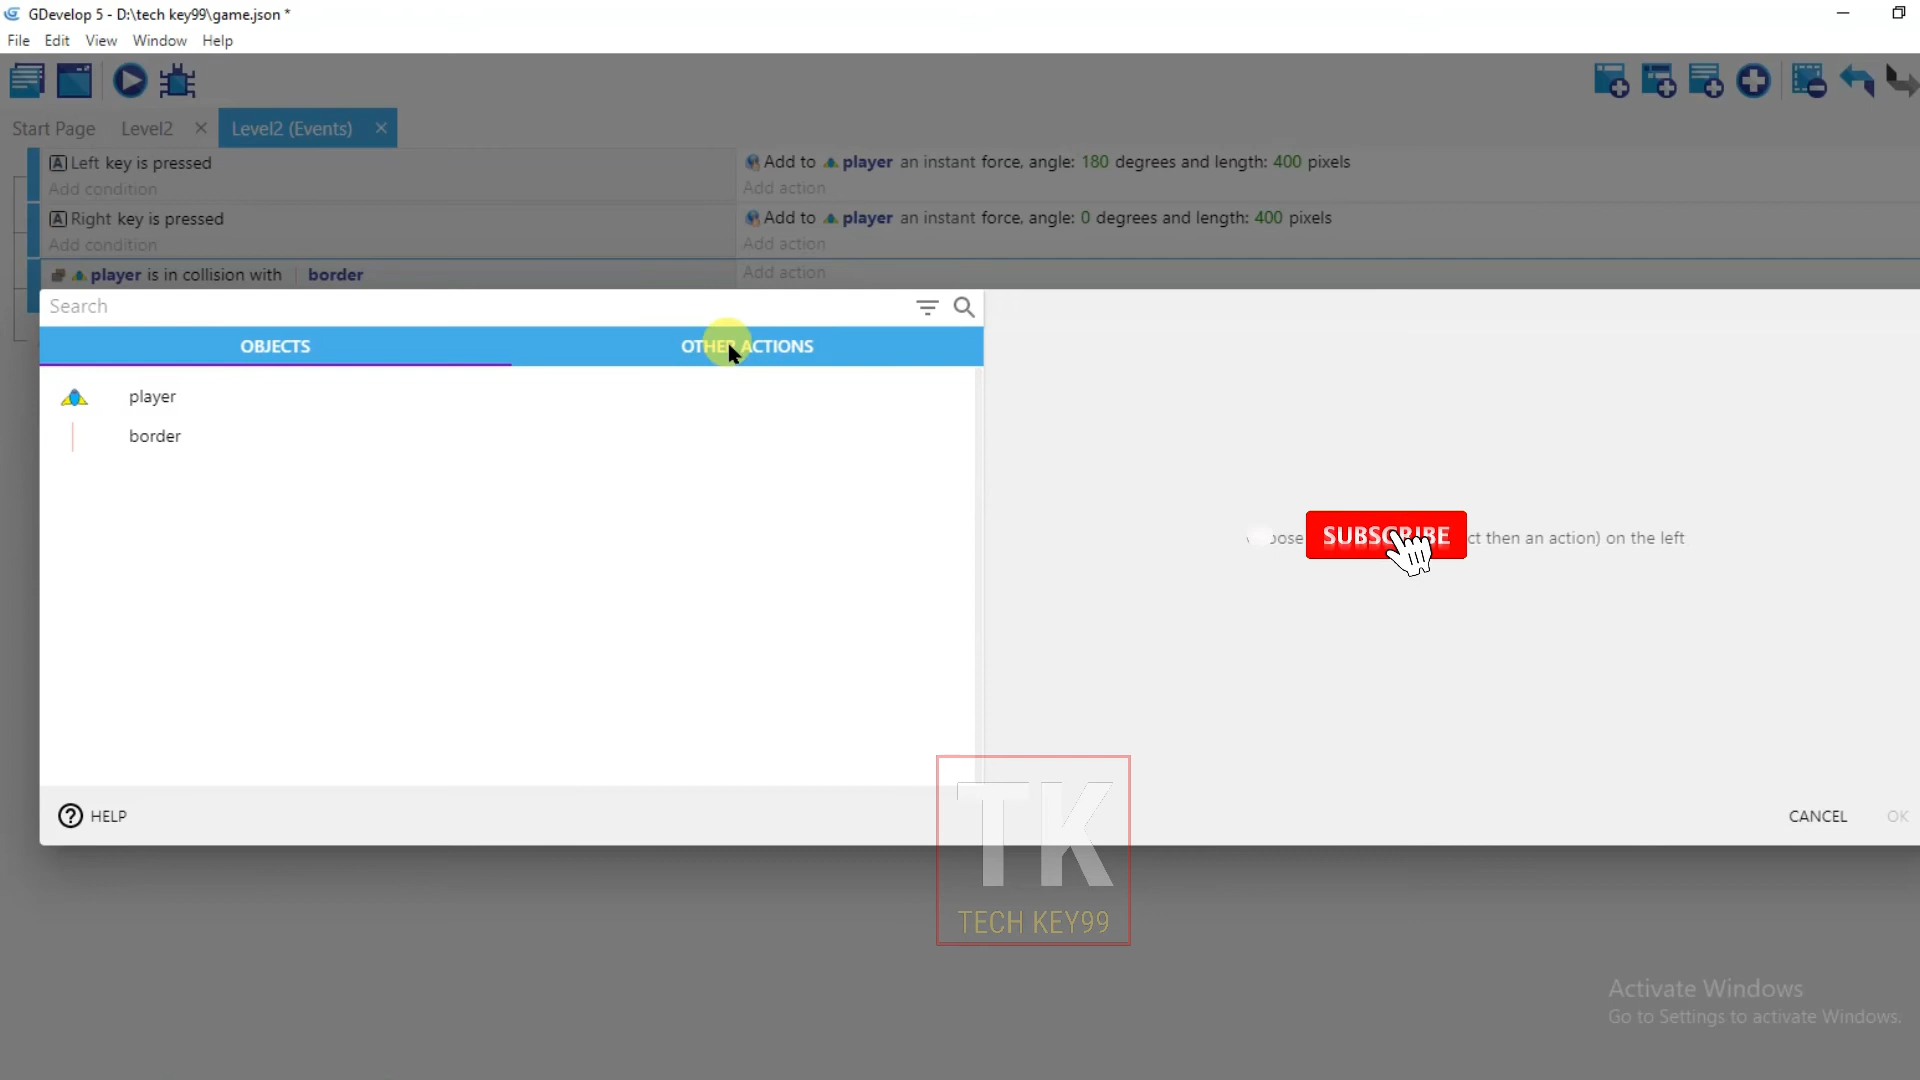 GDevelop 5 - D:\tech key99\game.json *
File Edit View Window Help
Start Page Level2 Level2 (Events)
Left key is pressed
Add to player an instant force, angle: 180 degrees and length: 400 pixels
Add condition
Add action
Right key is pressed
Add to player an instant force, angle: 0 degrees and length: 400 pixels
Add condition
Add action
player is in collision with border
Add action
Search
OBJECTS
OTHER ACTIONS
player
border
SUBSCRIBE
then an action) on the left
HELP
CANCEL OK
TK
TECH KEY99
Activate Windows
Go to Settings to activate Windows.